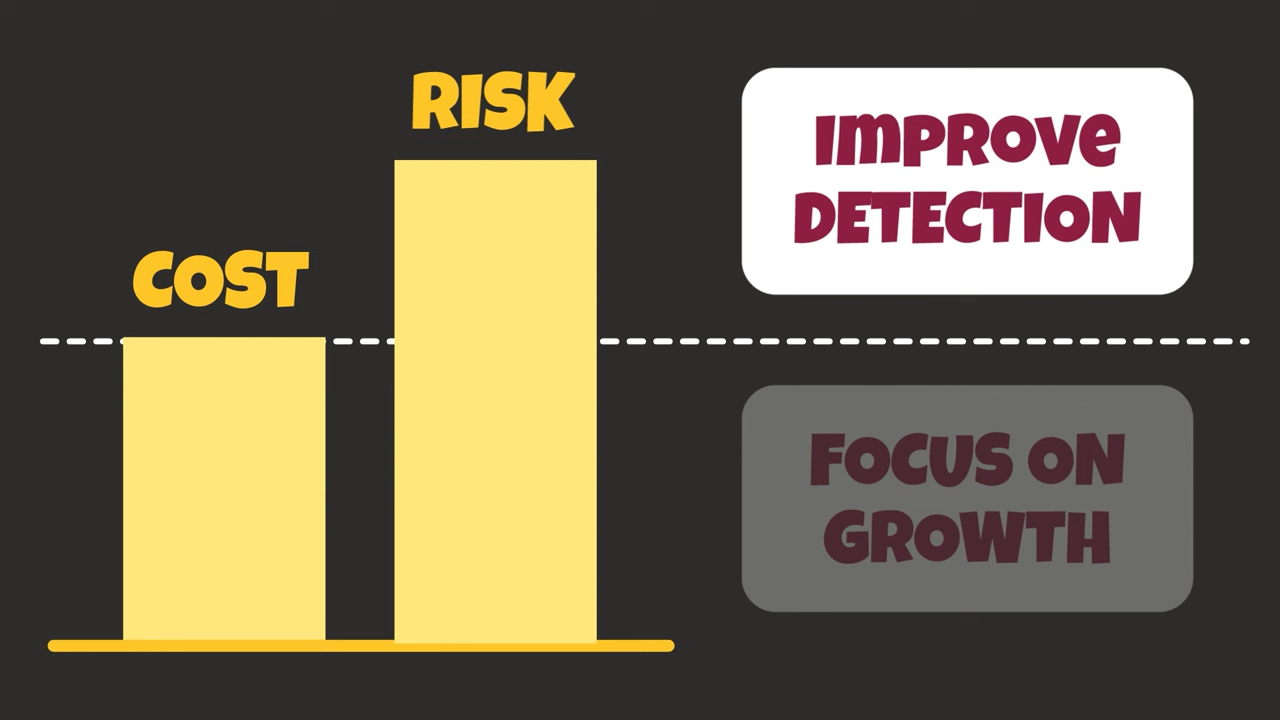 RISK
COST
IMPROVE
DETECTION
FOCUS ON
GROWTH